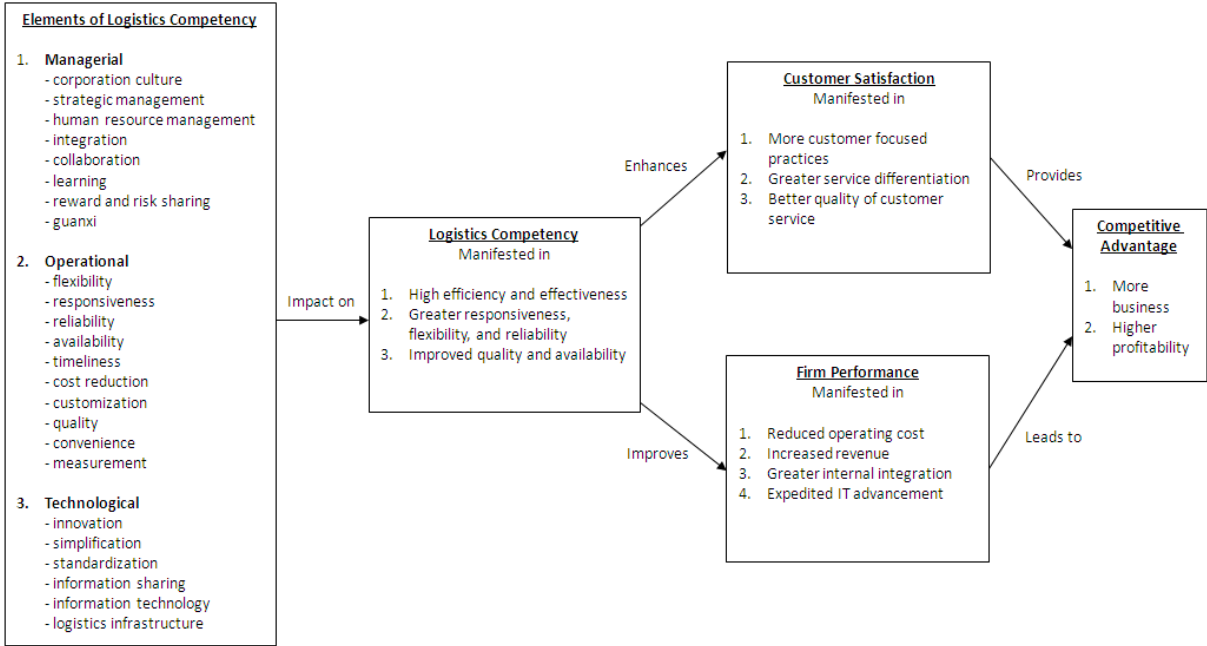 Elements of Logistics Competency
1. Managerial
- corporation culture
- strategic management
- human resource management
- integration
- collaboration
- learning
- reward and risk sharing
- guanxi
2. Operational
- flexibility
- responsiveness
- reliability
- availability
- timeliness
- cost reduction
- customization
- quality
- convenience
- measurement
3. Technological
- innovation
- simplification
- standardization
- information sharing
- information technology
- logistics infrastructure
Impact on
Logistics Competency
Manifested in
1. High efficiency and effectiveness
2. Greater responsiveness,
flexibility, and reliability
3. Improved quality and availability
Enhances
Improves
Customer Satisfaction
Manifested in
1. More customer focused
practices
2. Greater service differentiation
3. Better quality of customer
service
Firm Performance
Manifested in
1. Reduced operating cost
2. Increased revenue
3. Greater internal integration
4. Expedited IT advancement
Provides
Leads to
Competitive
Advantage
1. More
business
2. Higher
profitability